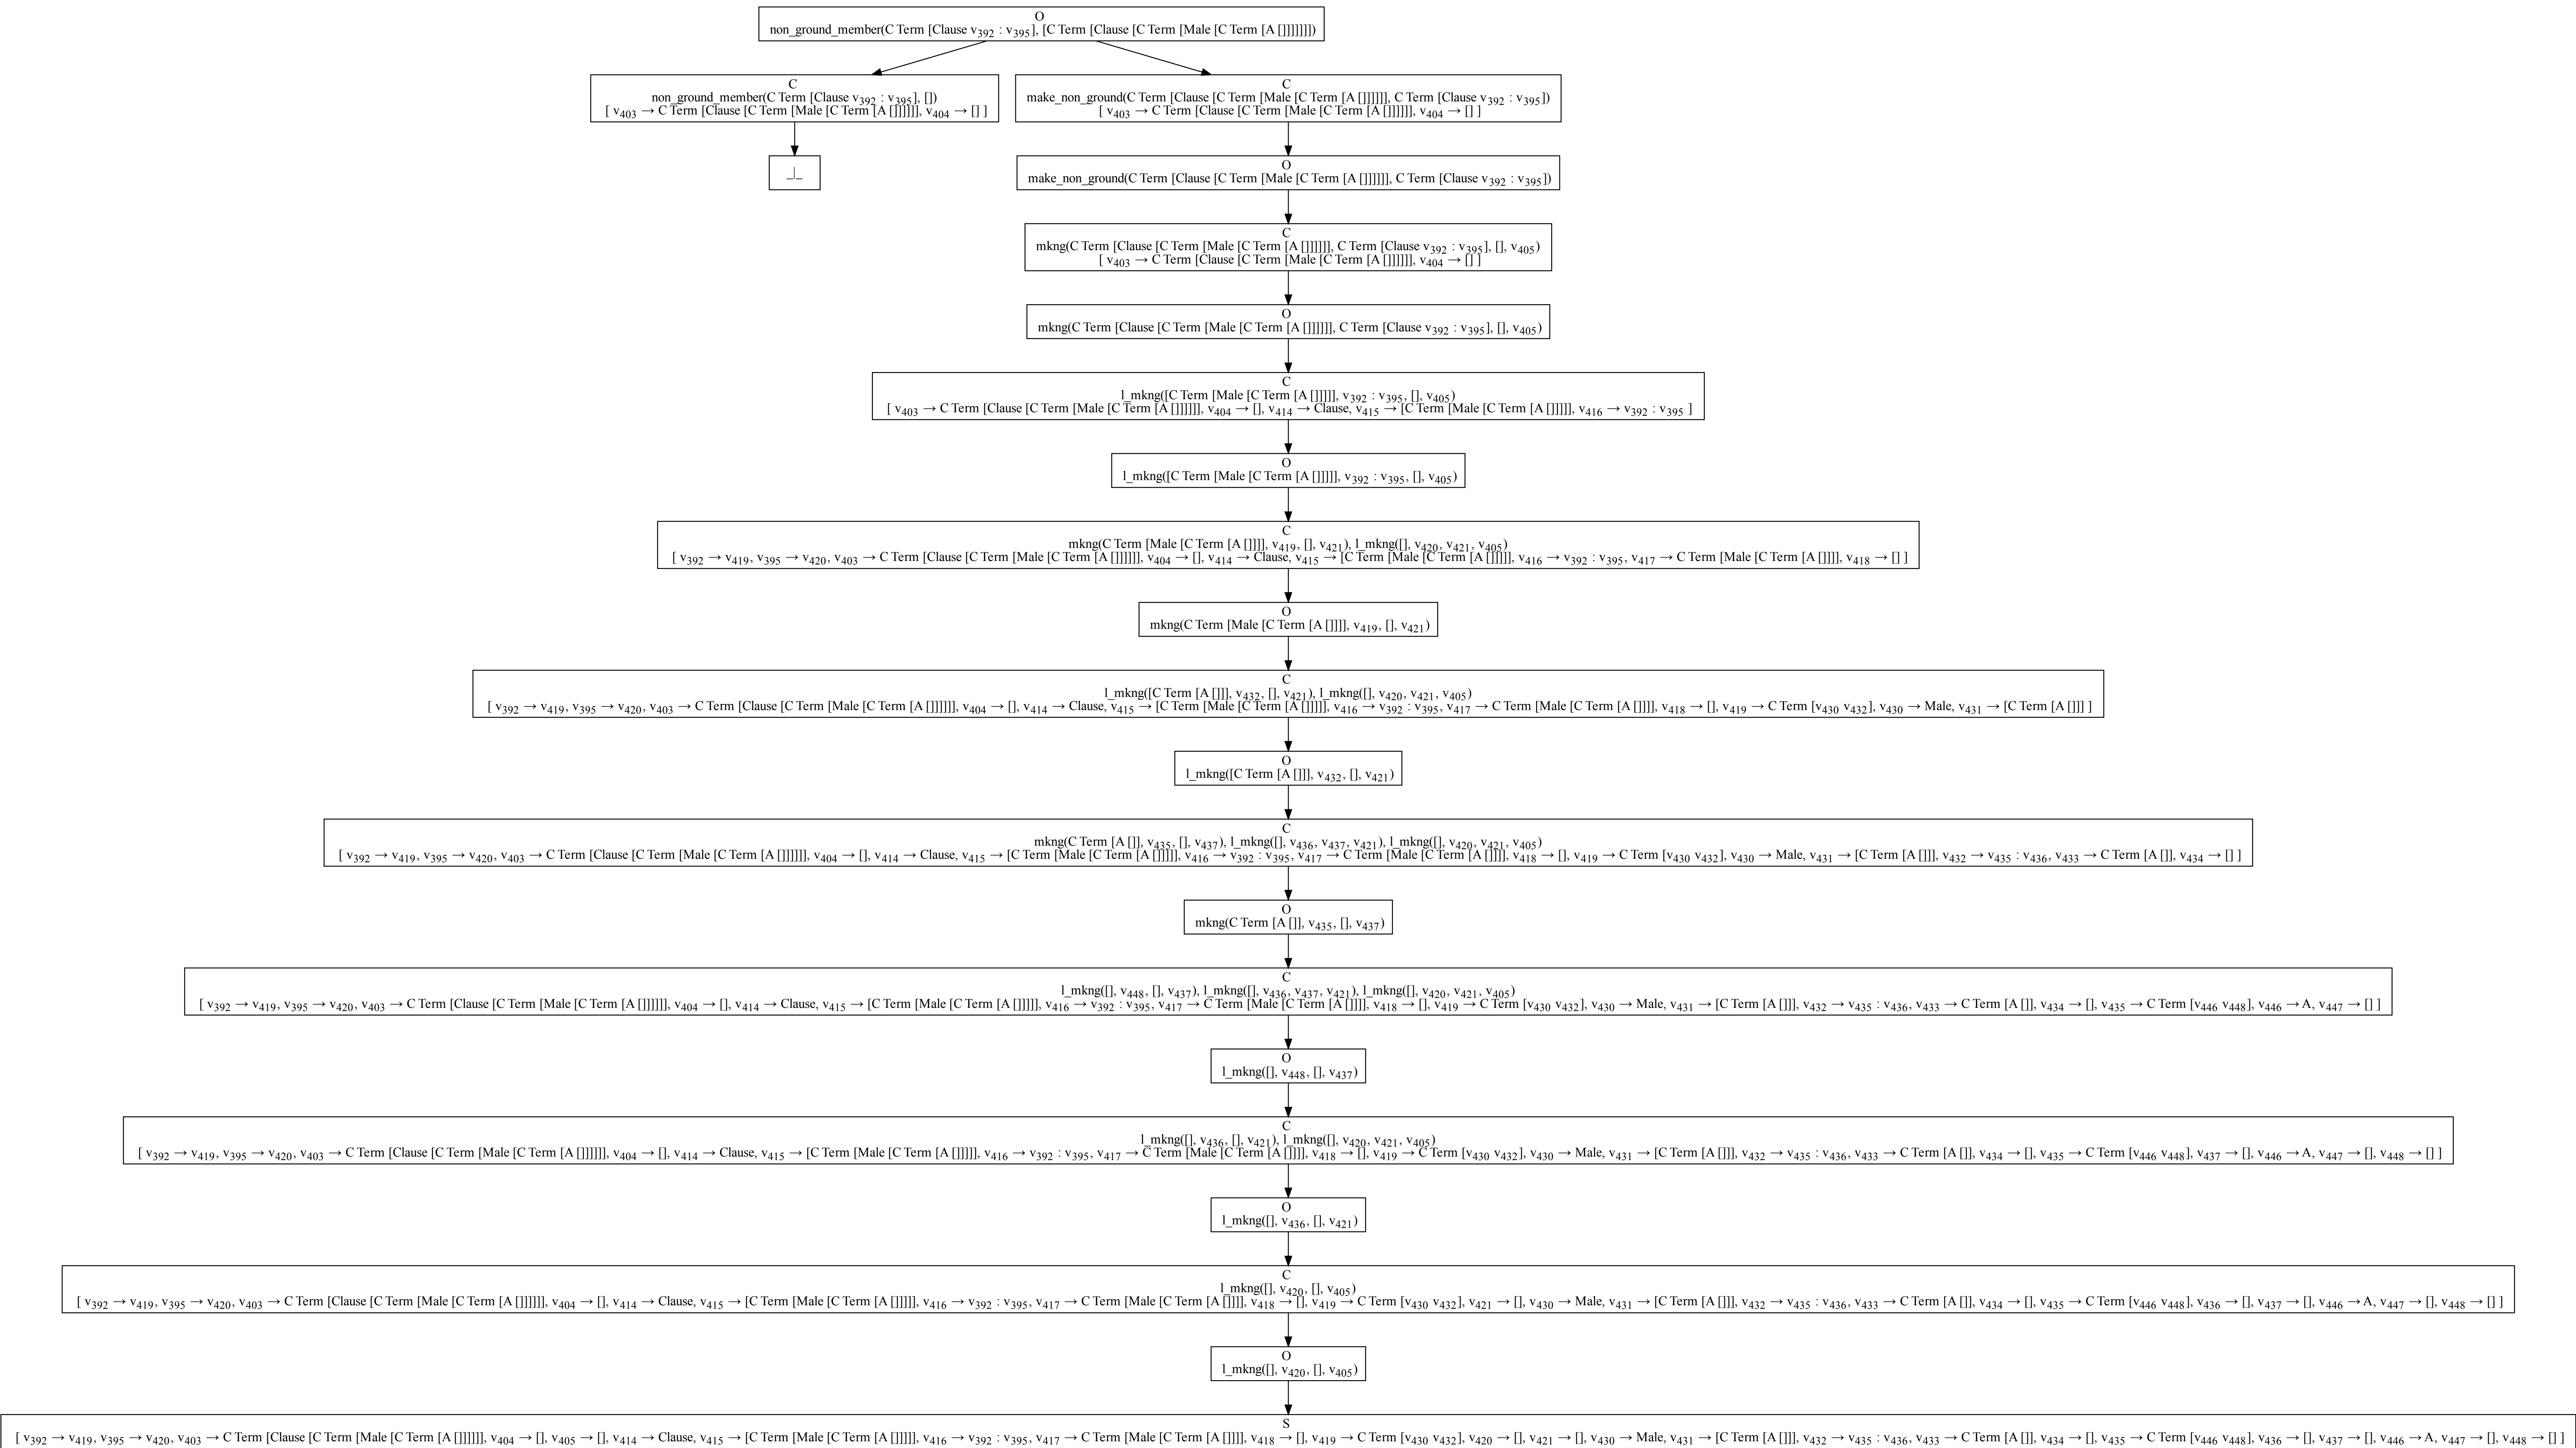 O
non_ground_member(C Term [Clause v392 : v395], [C Term [Clause [C Term [Male [C Term [A []]]]]]])
C
non_ground_member(C Term [Clause v392 : v395], [])
[ v403 → C Term [Clause [C Term [Male [C Term [A []]]]]], v404 → [] ]
C
make_non_ground(C Term [Clause [C Term [Male [C Term [A []]]]]], C Term [Clause v392 : v395])
[ v403 → C Term [Clause [C Term [Male [C Term [A []]]]]], v404 → [] ]
_|_
O
make_non_ground(C Term [Clause [C Term [Male [C Term [A []]]]]], C Term [Clause v392 : v395])
C
mkng(C Term [Clause [C Term [Male [C Term [A []]]]]], C Term [Clause v392 : v395], [], v405)
[ v403 → C Term [Clause [C Term [Male [C Term [A []]]]]], v404 → [] ]
O
mkng(C Term [Clause [C Term [Male [C Term [A []]]]]], C Term [Clause v392 : v395], [], v405)
C
l_mkng([C Term [Male [C Term [A []]]]], v392 : v395, [], v405)
[ v403 → C Term [Clause [C Term [Male [C Term [A []]]]]], v404 → [], v414 → Clause, v415 → [C Term [Male [C Term [A []]]]], v416 → v392 : v395 ]
O
l_mkng([C Term [Male [C Term [A []]]]], v392 : v395, [], v405)
C
mkng(C Term [Male [C Term [A []]]], v419, [], v421), l_mkng([], v420, v421, v405)
[ v392 → v419, v395 → v420, v403 → C Term [Clause [C Term [Male [C Term [A []]]]]], v404 → [], v414 → Clause, v415 → [C Term [Male [C Term [A []]]]], v416 → v392 : v395, v417 → C Term [Male [C Term [A []]]], v418 → [] ]
O
mkng(C Term [Male [C Term [A []]]], v419, [], v421)
C
l_mkng([C Term [A []]], v432, [], v421), l_mkng([], v420, v421, v405)
[ v392 → v419, v395 → v420, v403 → C Term [Clause [C Term [Male [C Term [A []]]]]], v404 → [], v414 → Clause, v415 → [C Term [Male [C Term [A []]]]], v416 → v392 : v395, v417 → C Term [Male [C Term [A []]]], v418 → [], v419 → C Term [v430 v432], v430 → Male, v431 → [C Term [A []]] ]
O
l_mkng([C Term [A []]], v432, [], v421)
C
mkng(C Term [A []], v435, [], v437), l_mkng([], v436, v437, v421), l_mkng([], v420, v421, v405)
[ v392 → v419, v395 → v420, v403 → C Term [Clause [C Term [Male [C Term [A []]]]]], v404 → [], v414 → Clause, v415 → [C Term [Male [C Term [A []]]]], v416 → v392 : v395, v417 → C Term [Male [C Term [A []]]], v418 → [], v419 → C Term [v430 v432], v430 → Male, v431 → [C Term [A []]], v432 → v435 : v436, v433 → C Term [A []], v434 → [] ]
O
mkng(C Term [A []], v435, [], v437)
C
l_mkng([], v448, [], v437), l_mkng([], v436, v437, v421), l_mkng([], v420, v421, v405)
[ v392 → v419, v395 → v420, v403 → C Term [Clause [C Term [Male [C Term [A []]]]]], v404 → [], v414 → Clause, v415 → [C Term [Male [C Term [A []]]]], v416 → v392 : v395, v417 → C Term [Male [C Term [A []]]], v418 → [], v419 → C Term [v430 v432], v430 → Male, v431 → [C Term [A []]], v432 → v435 : v436, v433 → C Term [A []], v434 → [], v435 → C Term [v446 v448], v446 → A, v447 → [] ]
O
l_mkng([], v448, [], v437)
C
l_mkng([], v436, [], v421), l_mkng([], v420, v421, v405)
[ v392 → v419, v395 → v420, v403 → C Term [Clause [C Term [Male [C Term [A []]]]]], v404 → [], v414 → Clause, v415 → [C Term [Male [C Term [A []]]]], v416 → v392 : v395, v417 → C Term [Male [C Term [A []]]], v418 → [], v419 → C Term [v430 v432], v430 → Male, v431 → [C Term [A []]], v432 → v435 : v436, v433 → C Term [A []], v434 → [], v435 → C Term [v446 v448], v437 → [], v446 → A, v447 → [], v448 → [] ]
O
l_mkng([], v436, [], v421)
C
l_mkng([], v420, [], v405)
[ v392 → v419, v395 → v420, v403 → C Term [Clause [C Term [Male [C Term [A []]]]]], v404 → [], v414 → Clause, v415 → [C Term [Male [C Term [A []]]]], v416 → v392 : v395, v417 → C Term [Male [C Term [A []]]], v418 → [], v419 → C Term [v430 v432], v421 → [], v430 → Male, v431 → [C Term [A []]], v432 → v435 : v436, v433 → C Term [A []], v434 → [], v435 → C Term [v446 v448], v436 → [], v437 → [], v446 → A, v447 → [], v448 → [] ]
O
l_mkng([], v420, [], v405)
S
[ v392 → v419, v395 → v420, v403 → C Term [Clause [C Term [Male [C Term [A []]]]]], v404 → [], v405 → [], v414 → Clause, v415 → [C Term [Male [C Term [A []]]]], v416 → v392 : v395, v417 → C Term [Male [C Term [A []]]], v418 → [], v419 → C Term [v430 v432], v420 → [], v421 → [], v430 → Male, v431 → [C Term [A []]], v432 → v435 : v436, v433 → C Term [A []], v434 → [], v435 → C Term [v446 v448], v436 → [], v437 → [], v446 → A, v447 → [], v448 → [] ]